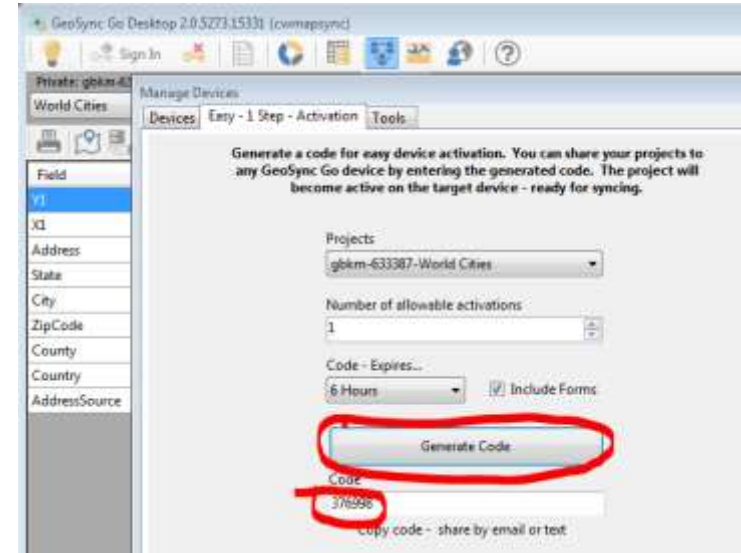 GeoSync Go Desktop 2.0.5273.15331 (cwmapsync)
Sign In
Private: gbkm-63
World Cities
Manage Devices
Devices Easy - 1 Step - Activation Tools
Field
Y1
X1
Address
State
City
ZipCode
County
Country
AddressSource
Generate a code for easy device activation. You can share your projects to
any GeoSync Go device by entering the generated code. The project will
become active on the target device - ready for syncing.
Projects
gbkm-633387-World Cities
Number of allowable activations
1
Code - Expires...
6 Hours Include Forms
Generate Code
Code
376996
Copy code - share by email or text